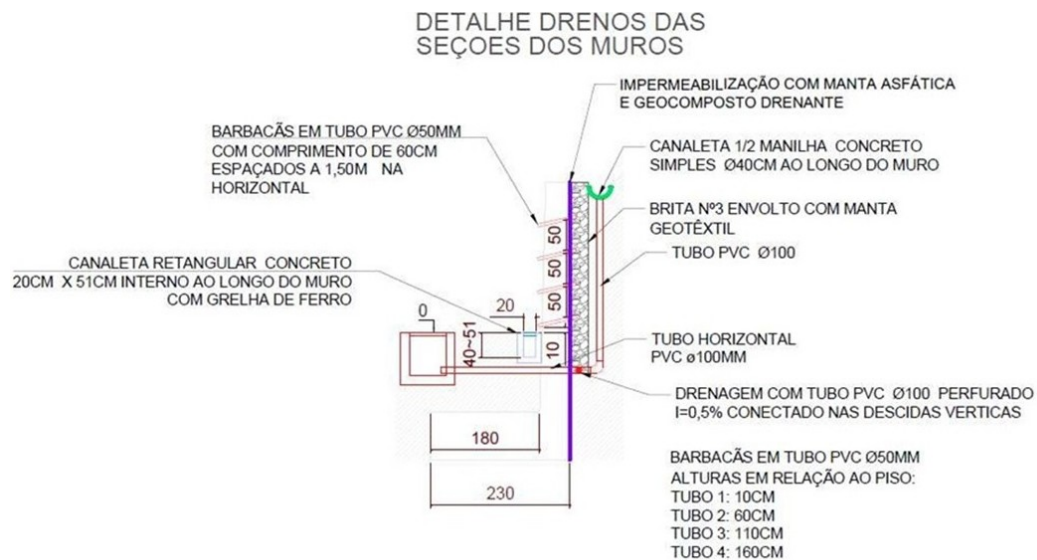 DETALHE DRENOS DAS
SEÇOES DOS MUROS
IMPERMEABILIZAÇÃO COM MANTA ASFÁTICA
E GEOCOMPOSTO DRENANTE
BARBACÃS EM TUBO PVC Ø50MM
COM COMPRIMENTO DE 60CM
ESPAÇADOS A 1,50M NA
HORIZONTAL
CANALETA 1/2 MANILHA CONCRETO
SIMPLES Ø40CM AO LONGO DO MURO
BRITA Nº3 ENVOLTO COM MANTA
GEOTÊXTIL
TUBO PVC Ø100
CANALETA RETANGULAR CONCRETO
20CM X 51CM INTERNO AO LONGO DO MURO
COM GRELHA DE FERRO
50
50
50
20
0
40~51
10
TUBO HORIZONTAL
PVC ø100MM
DRENAGEM COM TUBO PVC Ø100 PERFURADO
I=0,5% CONECTADO NAS DESCIDAS VERTICAS
180
230
BARBACÃS EM TUBO PVC Ø50MM
ALTURAS EM RELAÇÃO AO PISO:
TUBO 1: 10CM
TUBO 2: 60CM
TUBO 3: 110CM
TUBO 4: 160CM